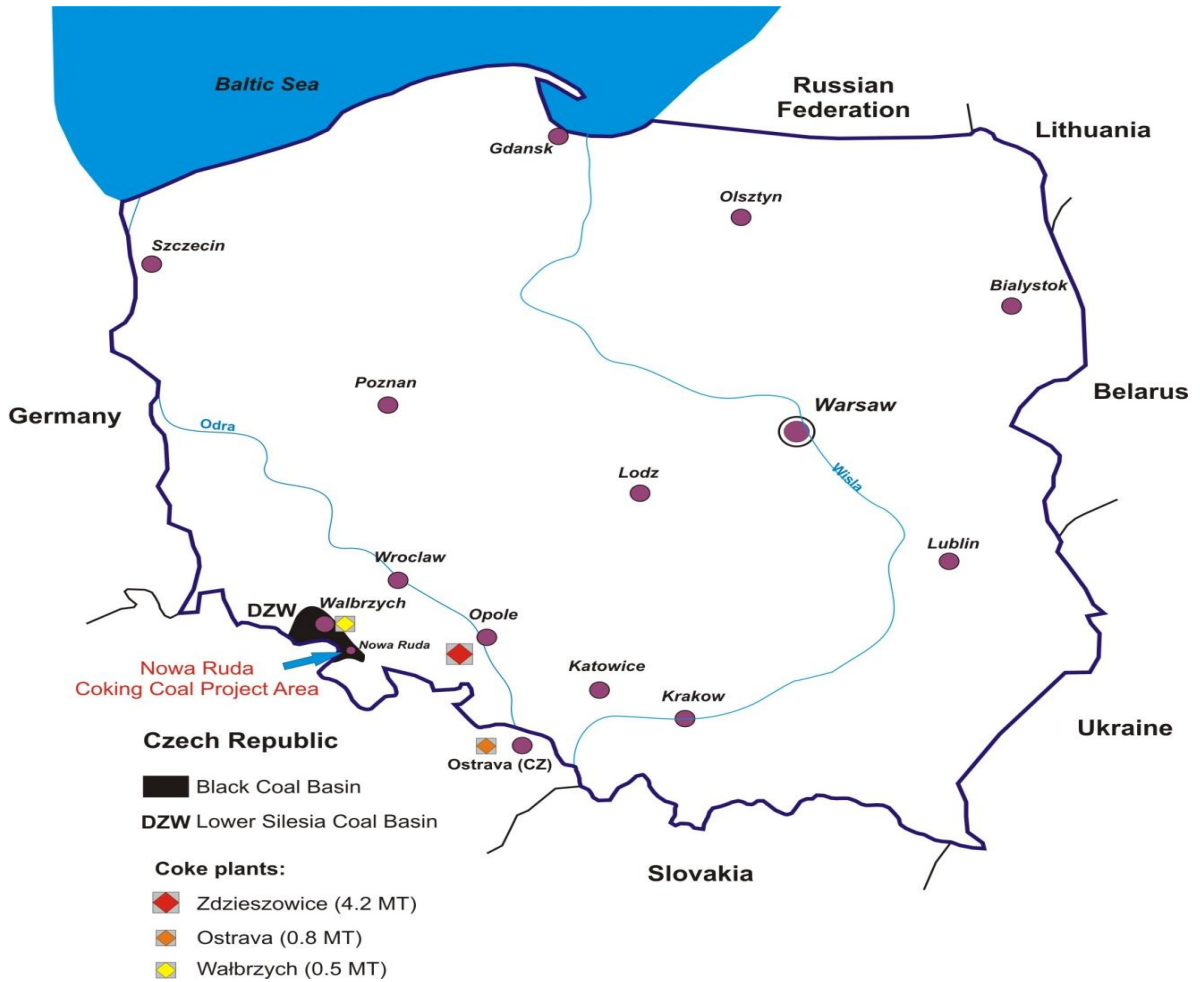 Baltic Sea
Russian
Federation
Lithuania
Gdansk
Olsztyn
Szczecin
Bialystok
Poznan
Germany
Belarus
Warsaw
Odra
Lodz
Wisla
Wroclaw
Lublin
DZW
Walbrzych
Opole
Nowa Ruda
Nowa Ruda
Coking Coal Project Area
Katowice
Krakow
Ukraine
Czech Republic
Ostrava (CZ)
Black Coal Basin
DZW Lower Silesia Coal Basin
Slovakia
Coke plants:
Zdzieszowice (4.2 MT)
Ostrava (0.8 MT)
Wałbrzych (0.5 MT)